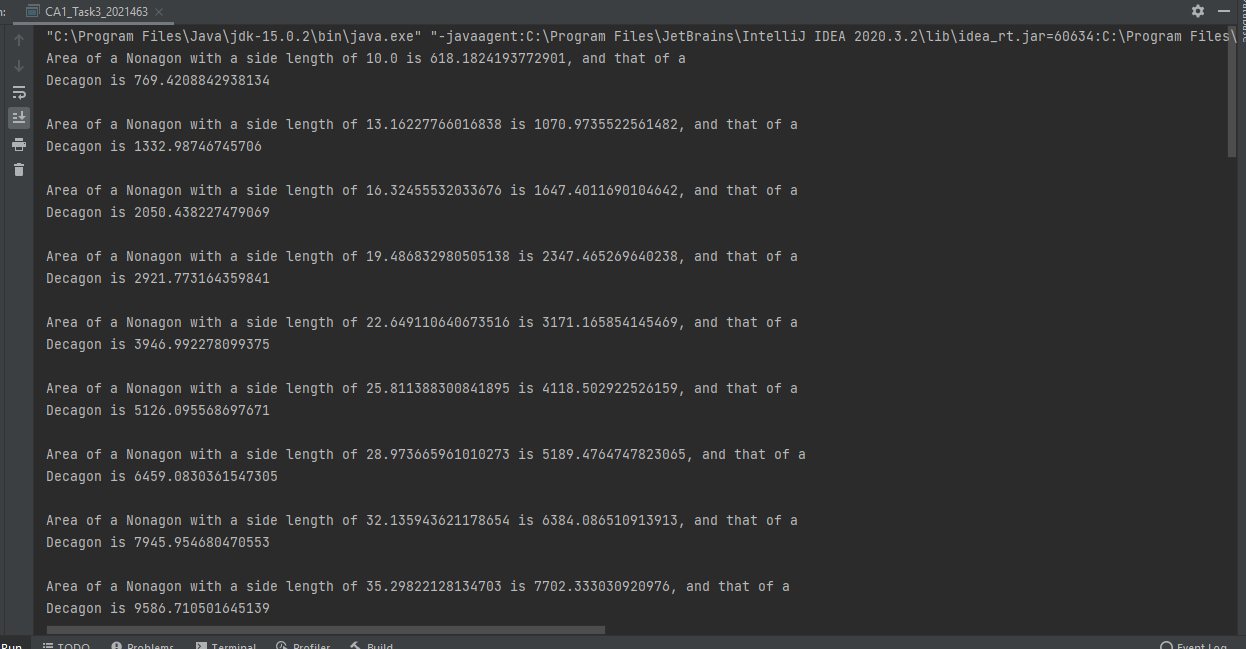 CA1_Task3_2021463
"C:\Program Files\Java\jdk-15.0.2\bin\java.exe" "-javaagent:C:\Program Files\JetBrains\IntelliJ IDEA 2020.3.2\lib\idea_rt.jar=60634:C:\Program Files\
Area of a Nonagon with a side length of 10.0 is 618.1824193772901, and that of a
Decagon is 769.4208842938134
Area of a Nonagon with a side length of 13.16227766016838 is 1070.9735522561482, and that of a
Decagon is 1332.98746745706
Area of a Nonagon with a side length of 16.32455532033676 is 1647.4011690104642, and that of a
Decagon is 2050.438227479069
Area of a Nonagon with a side length of 19.486832980505138 is 2347.465269640238, and that of a
Decagon is 2921.773164359841
Area of a Nonagon with a side length of 22.649110640673516 is 3171.165854145469, and that of a
Decagon is 3946.992278099375
Area of a Nonagon with a side length of 25.811388300841895 is 4118.502922526159, and that of a
Decagon is 5126.095568697671
Area of a Nonagon with a side length of 28.973665961010273 is 5189.4764747823065, and that of a
Decagon is 6459.0830361547305
Area of a Nonagon with a side length of 32.135943621178654 is 6384.086510913913, and that of a
Decagon is 7945.954680470553
Area of a Nonagon with a side length of 35.29822128134703 is 7702.333030920976, and that of a
Decagon is 9586.710501645139
Run TODO Problems Terminal Profiler Build Event Log